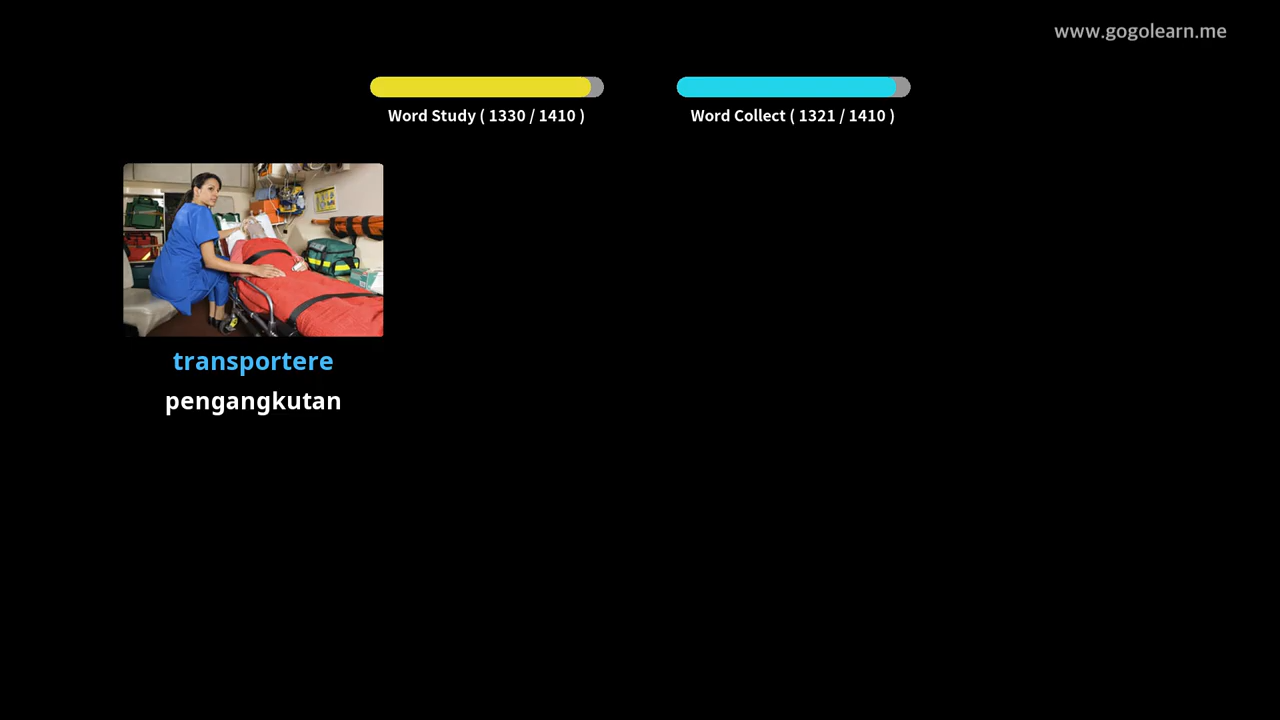 www.gogolearn.me
Word Study ( 1330 / 1410 )
Word Collect ( 1321 / 1410 )
transportere
pengangkutan